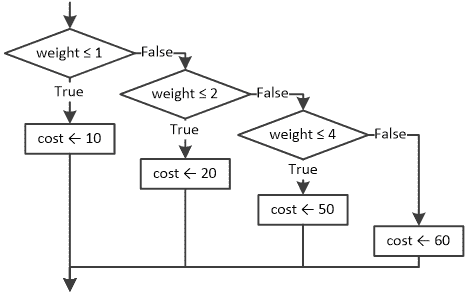 weight ≤ 1
False
True
weight ≤ 2
False
cost ← 10
True
weight ≤ 4
False
cost ← 20
True
cost ← 50
cost ← 60